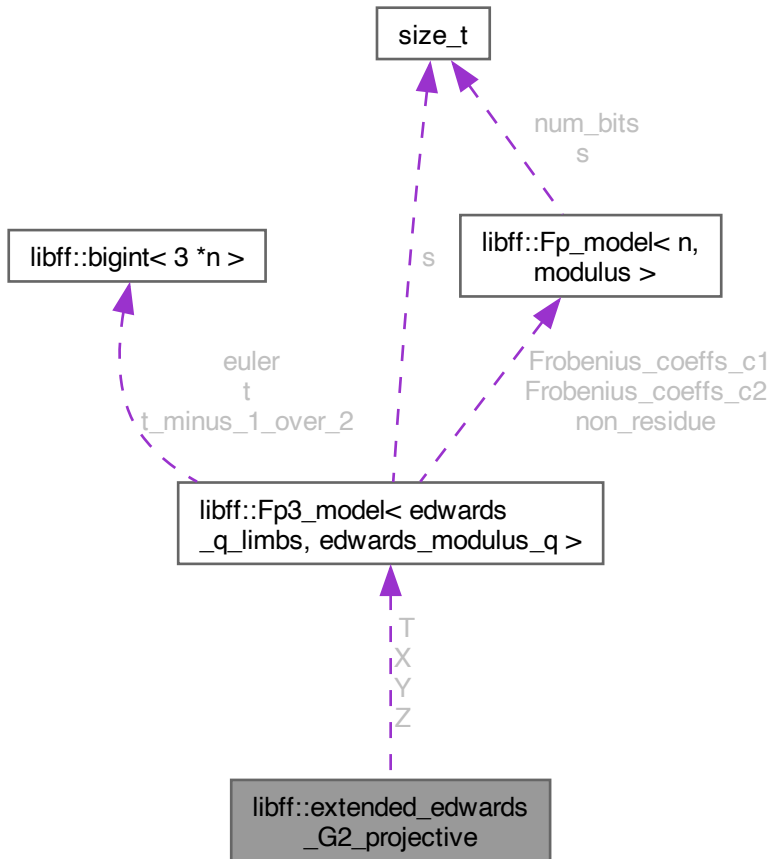 size_t
num_bits
s
libff::bigint< 3 *n >
s
libff::Fp_model< n,
modulus >
euler
t
t_minus_1_over_2
Frobenius_coeffs_c1
Frobenius_coeffs_c2
non_residue
libff::Fp3_model< edwards
_q_limbs, edwards_modulus_q >
T
X
Y
Z
libff::extended_edwards
_G2_projective